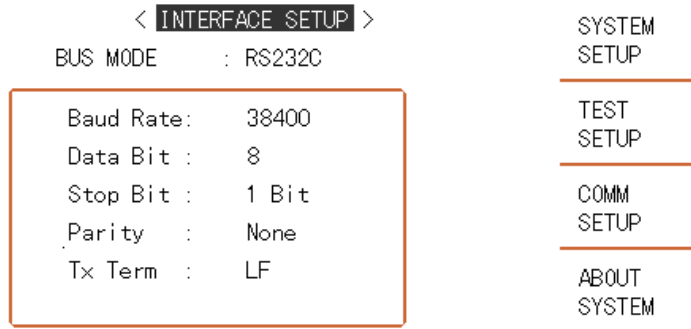 < INTERFACE SETUP >
BUS MODE : RS232C
Baud Rate: 38400
Data Bit : 8
Stop Bit : 1 Bit
Parity : None
Tx Term : LF
SYSTEM
SETUP
TEST
SETUP
COMM
SETUP
ABOUT
SYSTEM